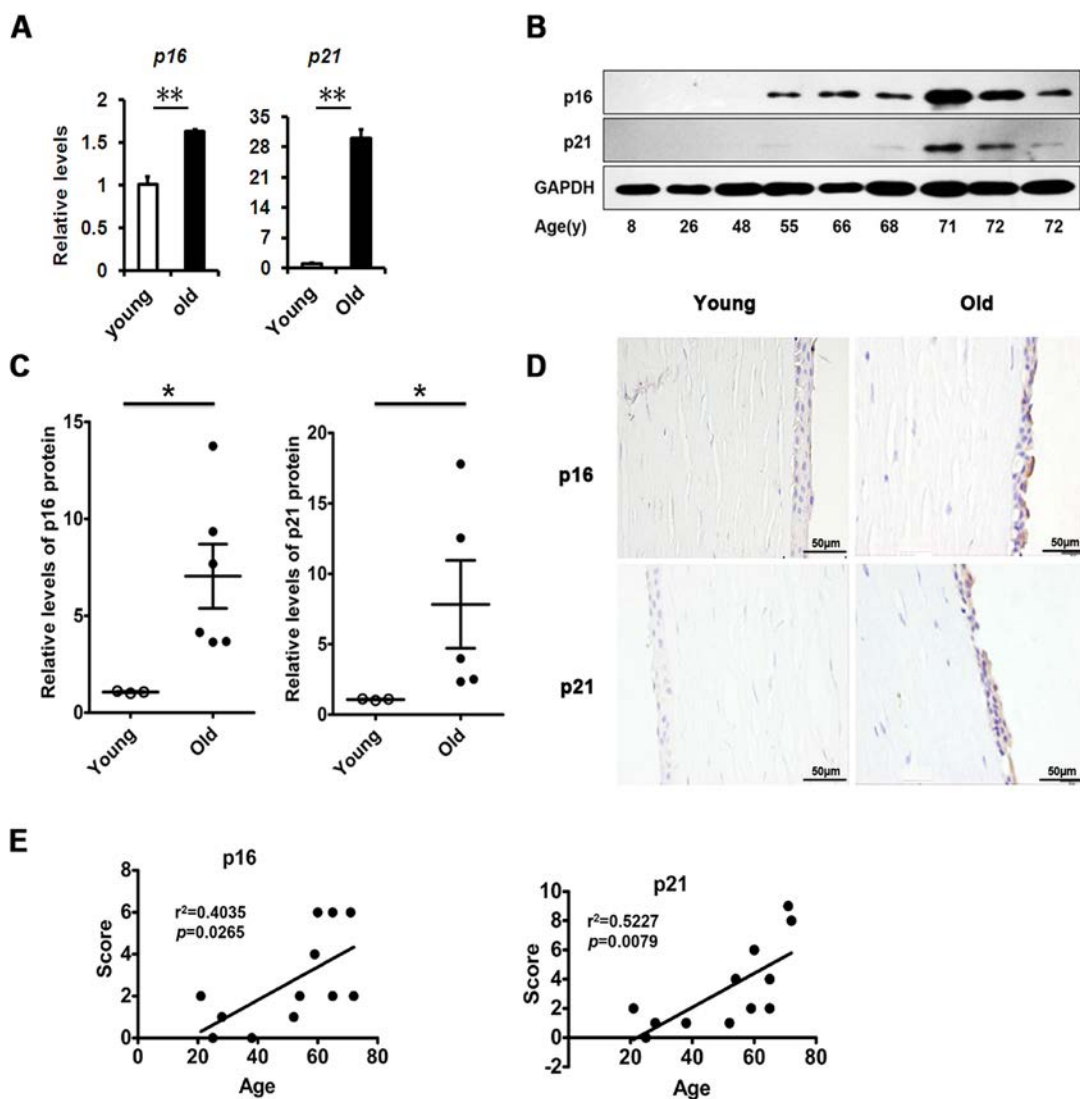 A
p16
p21
**
**
Relative levels
2
1.5
1
0.5
0
35
28
21
14
7
0
young
old
Young
Old
B
p16
p21
GAPDH
Age(y) 8 26 48 55 66 68 71 72 72
C
*
*
Relative levels of p16 protein
15
10
5
0
Young
Old
Relative levels of p21 protein
20
15
10
5
0
Young
Old
D
Young Old
p16
50μm
50μm
p21
50μm
50μm
E
p16
r²=0.4035
p=0.0265
Score
8
6
4
2
0
0 20 40 60 80
Age
p21
r²=0.5227
p=0.0079
Score
10
8
6
4
2
0
-2
20 40 60 80
Age